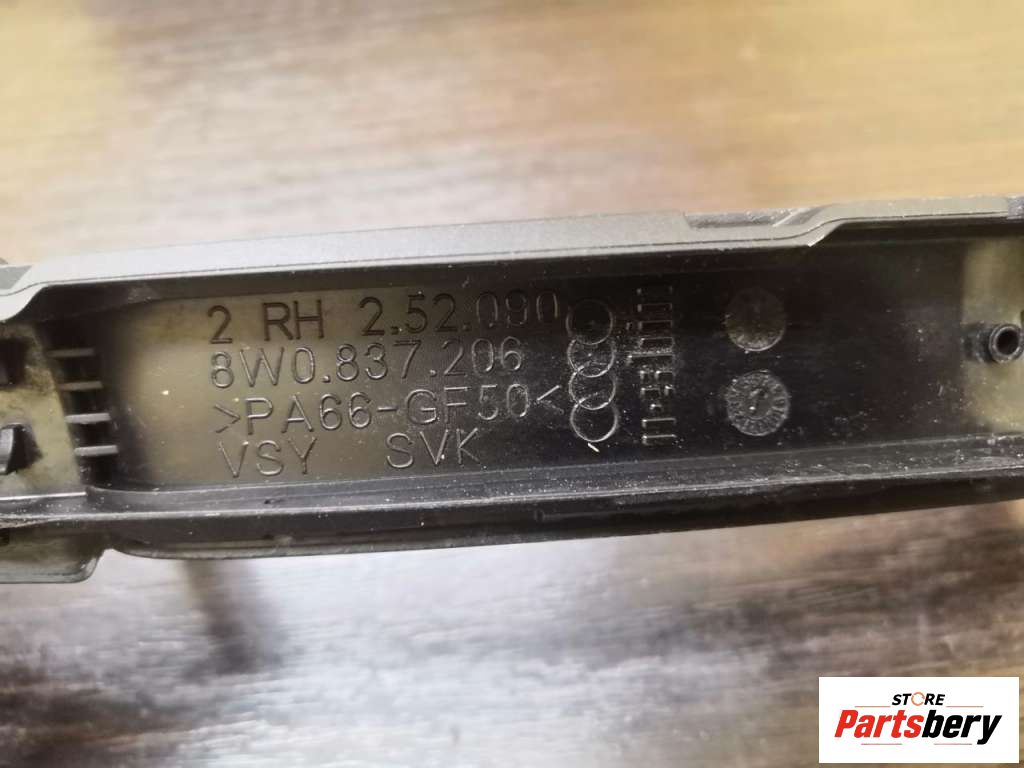 2 RH 2.52.090
8W0.837.206
>PA66-GF50<
VSY SVK
STORE
Partsbery